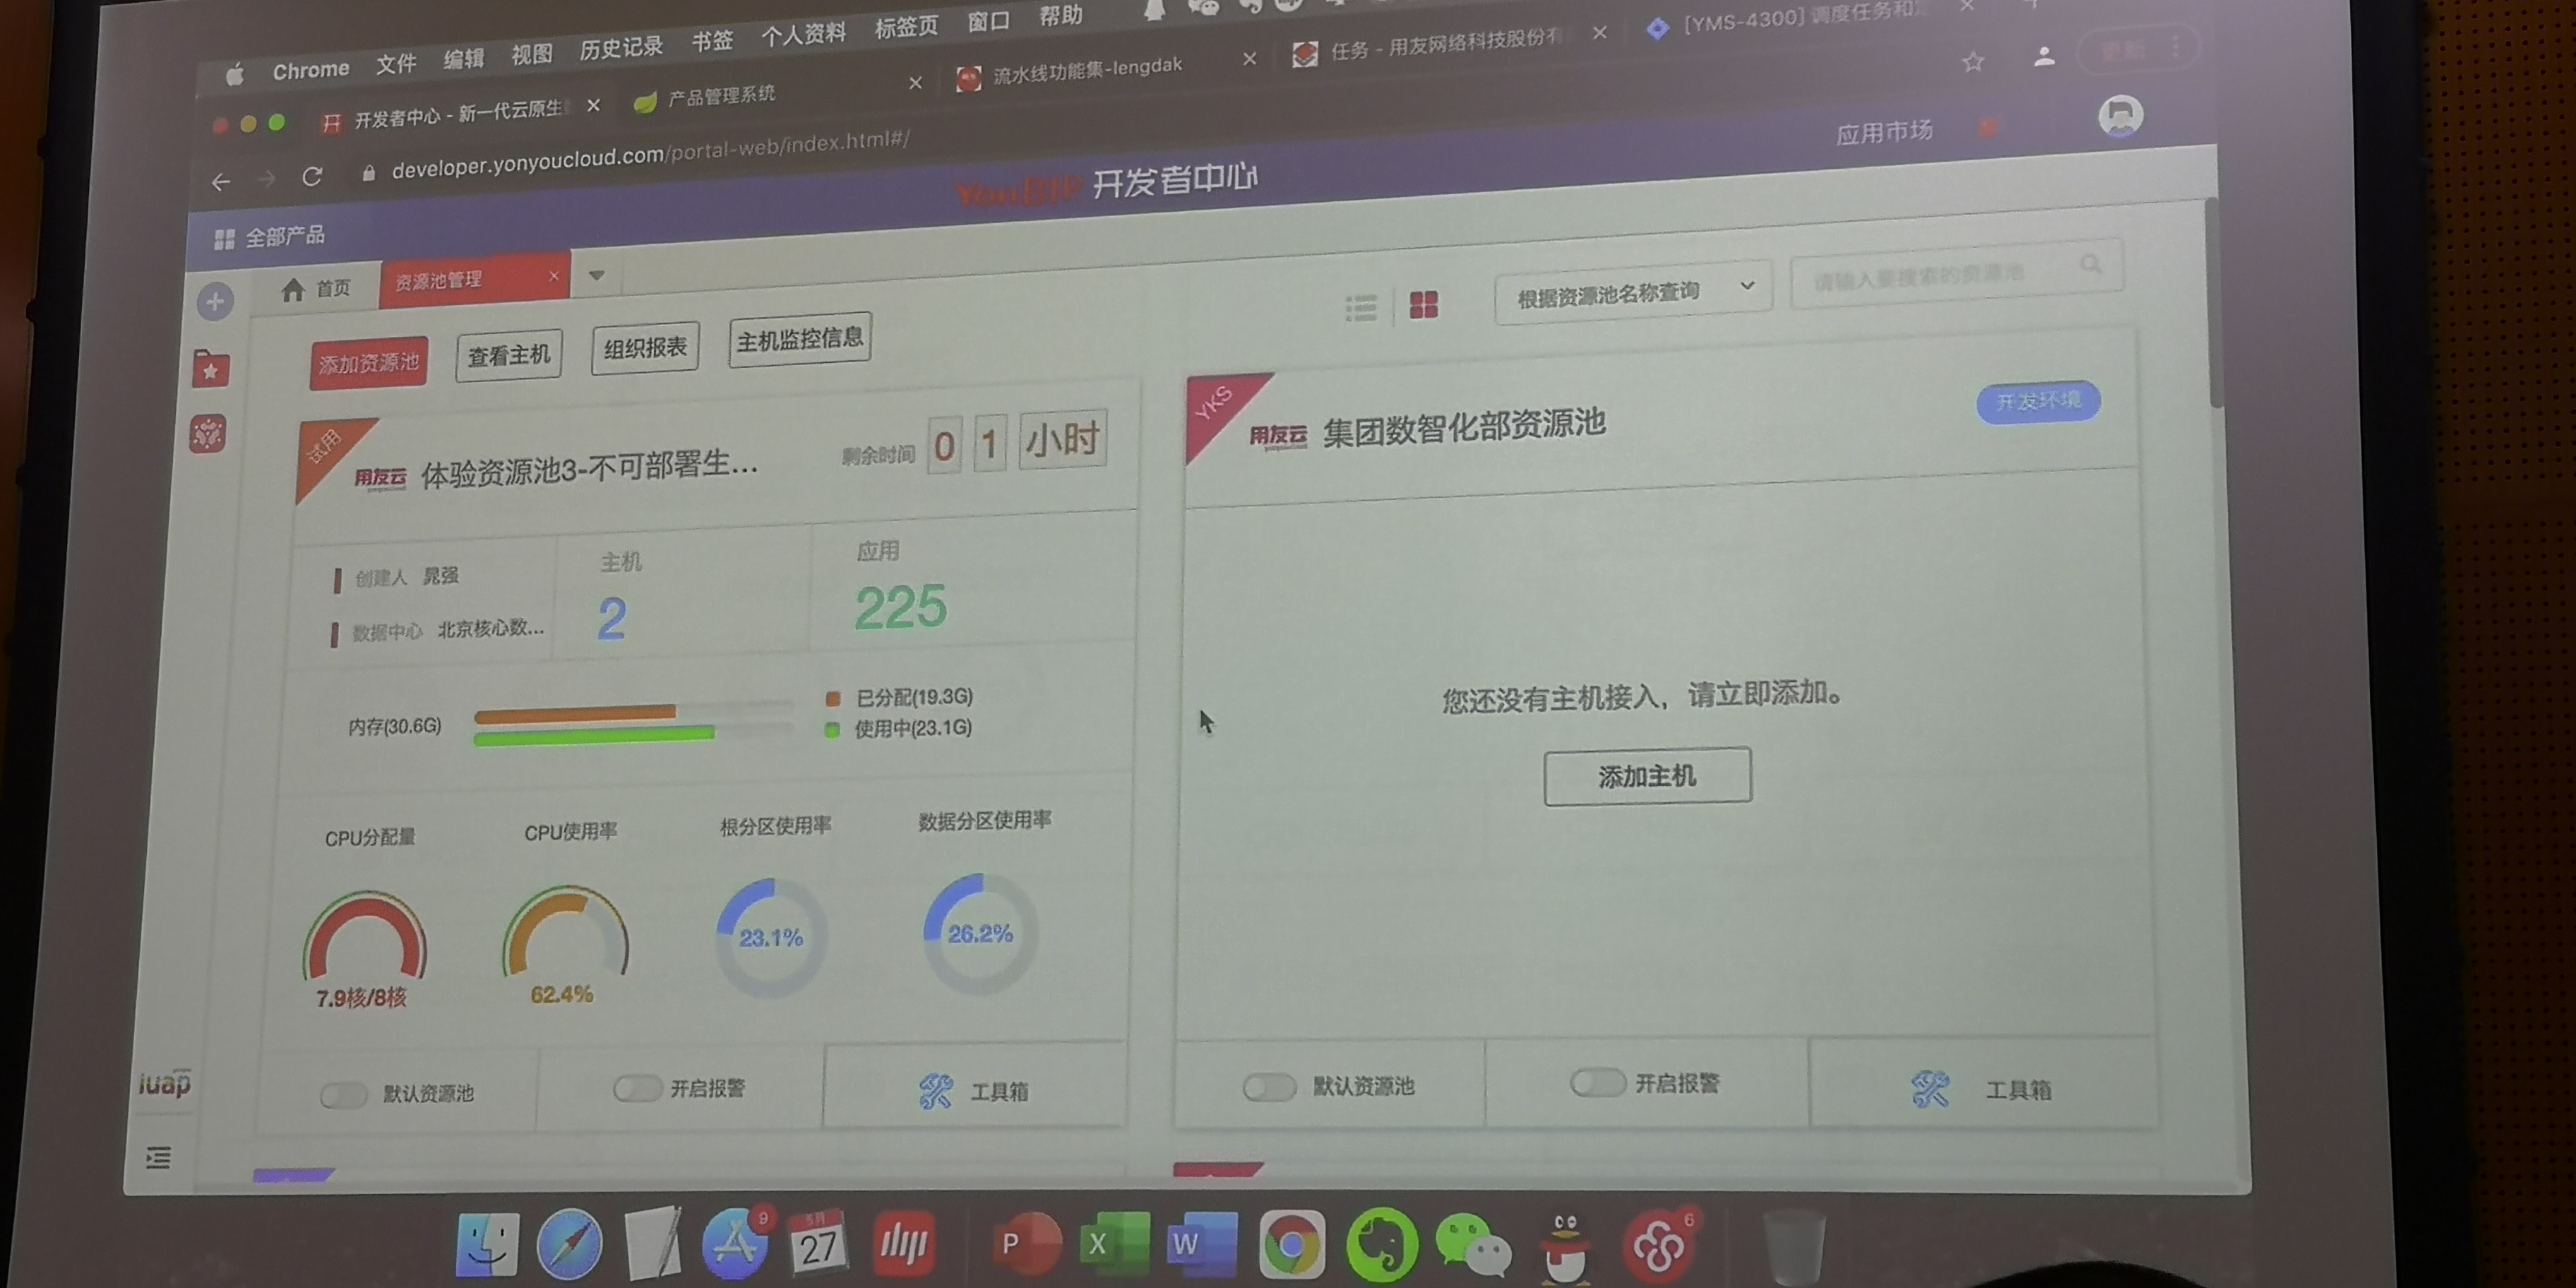 Chrome 文件 编辑 视图 历史记录 书签 个人资料 标签页 窗口 帮助
开发者中心 - 新一代云原生
产品管理系统
流水线功能集-lengdak
任务 - 用友网络科技股份有
[YMS-4300] 调度任务和
更新
developer.yonyoucloud.com/portal-web/index.html#/
全部产品
YonBIP 开发者中心
应用市场
首页
资源池管理
添加资源池
查看主机
组织报表
主机监控信息
根据资源池名称查询
请输入要搜索的资源池
试用
用友云
体验资源池3-不可部署生...
剩余时间
0 1 小时
创建人 晁强
数据中心 北京核心数...
主机
2
应用
225
内存(30.6G)
已分配(19.3G)
使用中(23.1G)
CPU分配量
CPU使用率
根分区使用率
数据分区使用率
7.9核/8核
62.4%
23.1%
26.2%
默认资源池
开启报警
工具箱
YKS
用友云
集团数智化部资源池
开发环境
您还没有主机接入，请立即添加。
添加主机
默认资源池
开启报警
工具箱
iuap
9
5月
27
P
X
W
6